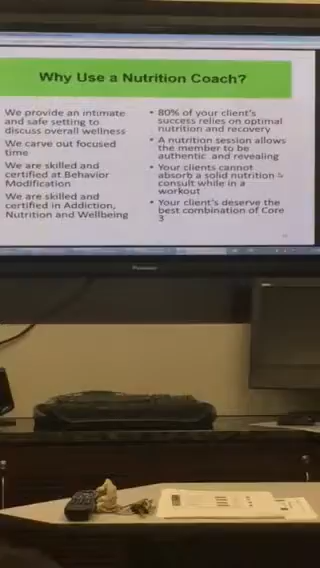 Why Use a Nutrition Coach?
We provide an intimate
and safe setting to
discuss overall wellness
We carve out focused
time
We are skilled and
certified at Behavior
Modification
We are skilled and
certified in Addiction,
Nutrition and Wellbeing
• 80% of your client's
success relies on optimal
nutrition and recovery
• A nutrition session allows
the member to be
authentic and revealing
• Your clients cannot
absorb a solid nutrition
consult while in a
workout
• Your client's deserve the
best combination of Core
3